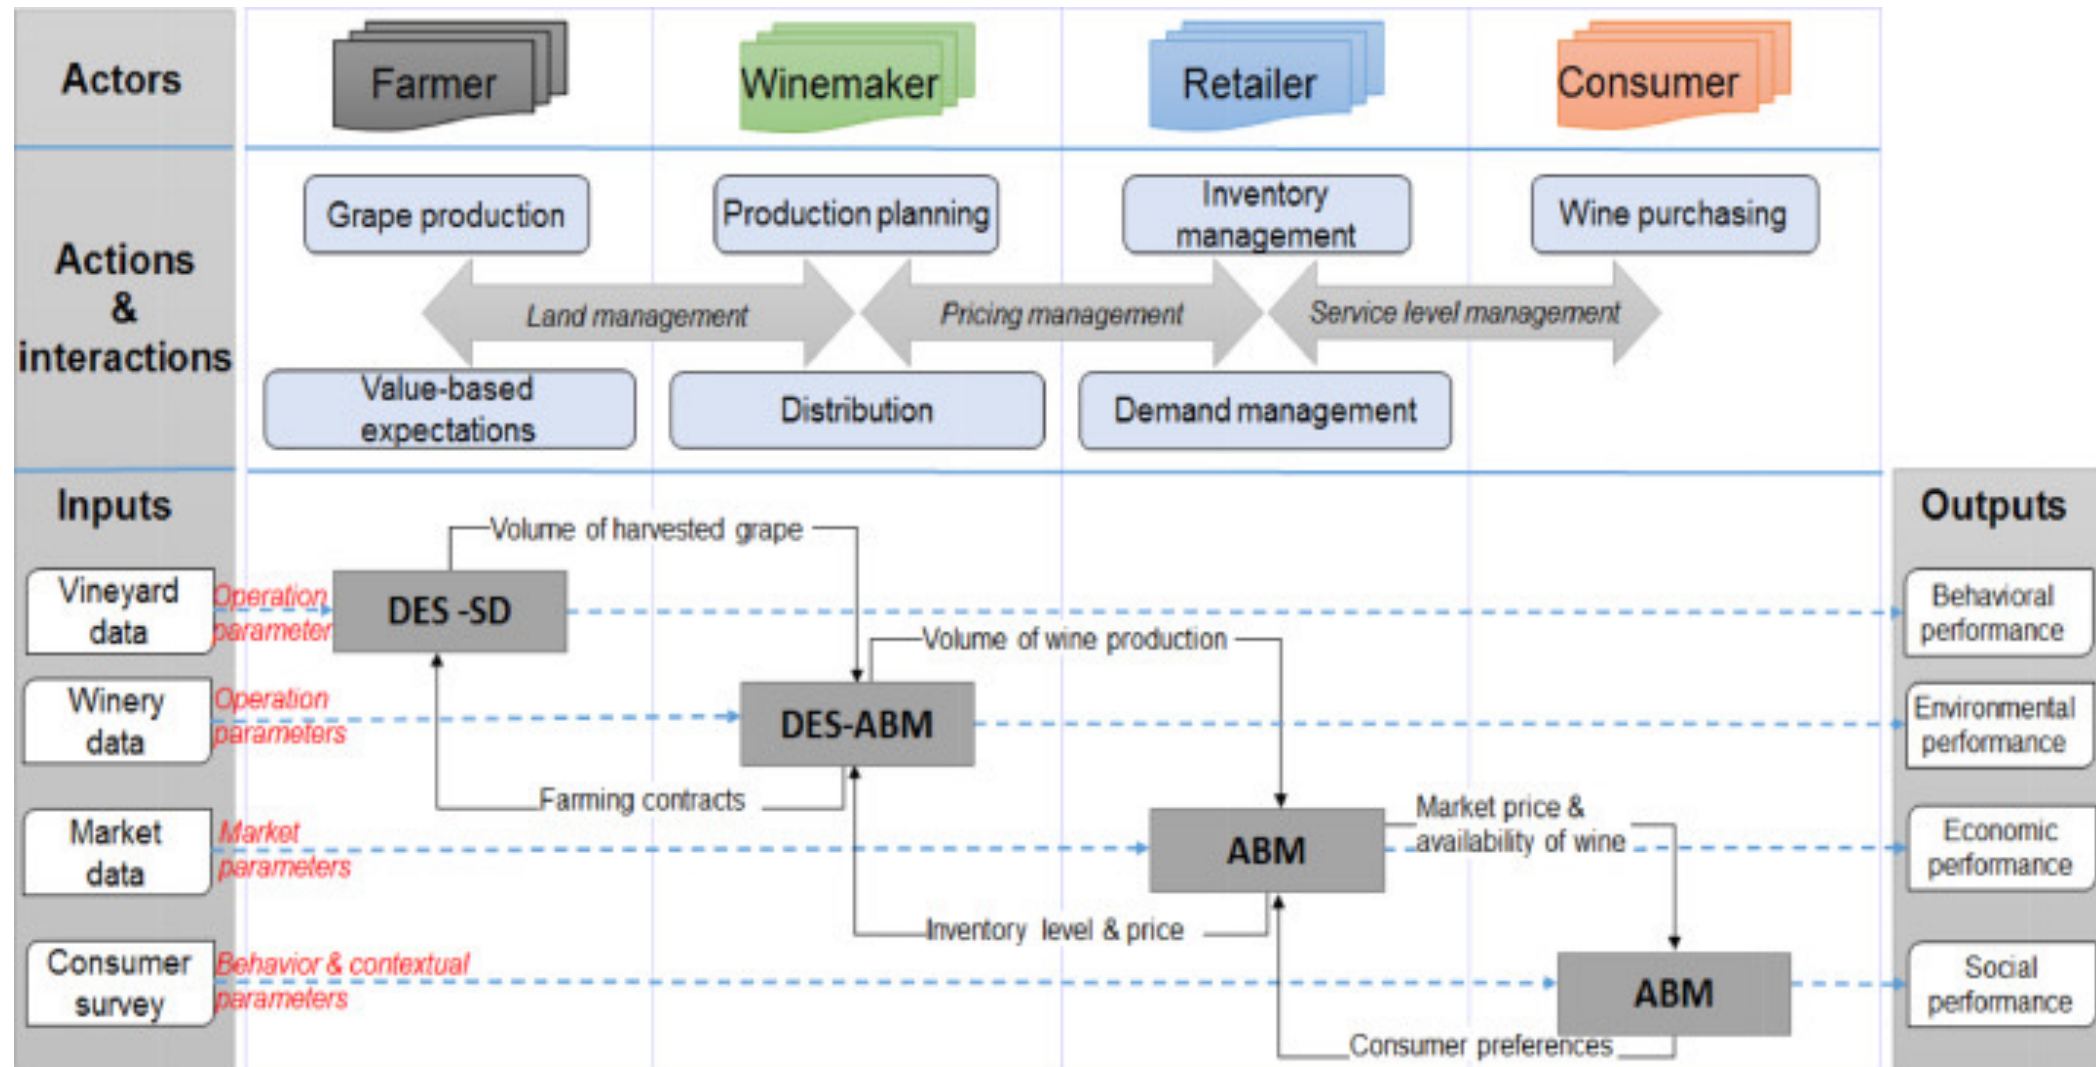 Actors
Farmer
Winemaker
Retailer
Consumer
Actions
&
interactions
Grape production
Production planning
Inventory
management
Wine purchasing
Land management
Pricing management
Service level management
Value-based
expectations
Distribution
Demand management
Inputs
Outputs
Volume of harvested grape
Vineyard
data
Operation
parameter
DES -SD
Behavioral
performance
Volume of wine production
Winery
data
Operation
parameters
DES-ABM
Environmental
performance
Farming contracts
Market
data
Market
parameters
ABM
Market price &
availability of wine
Economic
performance
Inventory level & price
Consumer
survey
Behavior & contextual
parameters
ABM
Social
performance
Consumer preferences